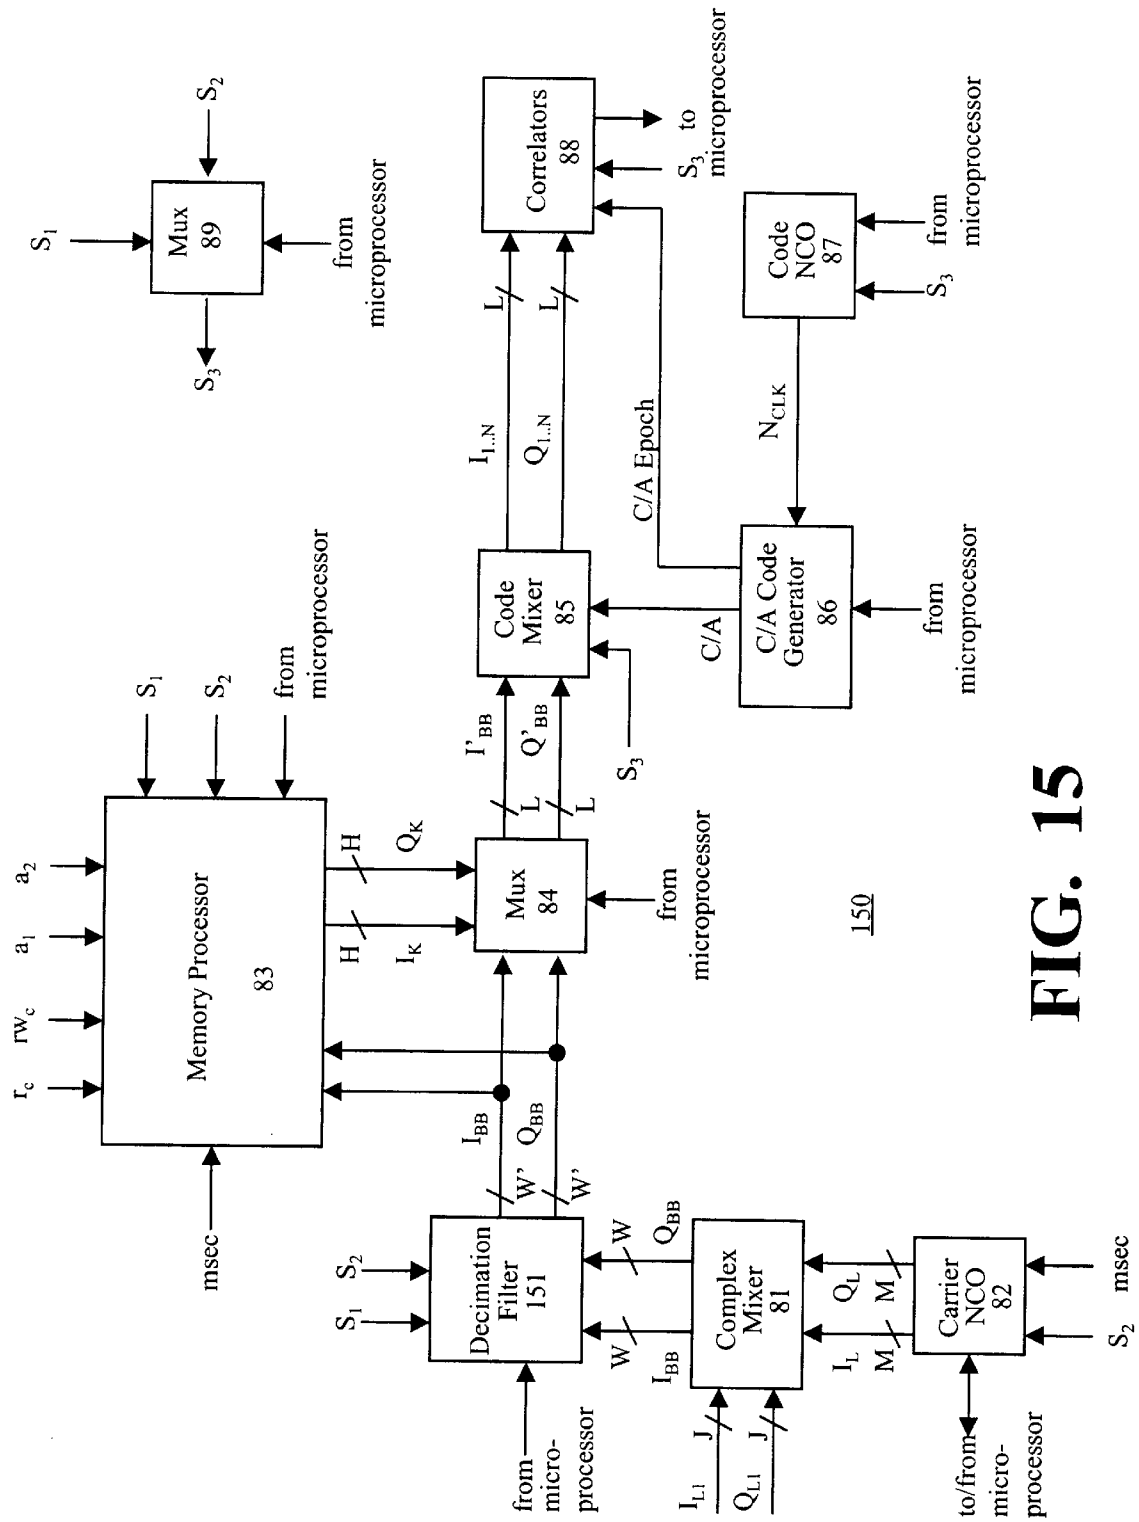 S1
S2
Mux
89
S3
from
microprocessor
rc
rwc
a1
a2
Memory Processor
83
msec
S1
S2
from
microprocessor
H
IK
H
QK
S1
S2
Decimation
Filter
151
from
micro-
processor
W'
W'
IBB
QBB
Mux
84
from
microprocessor
L
L
I'BB
Q'BB
Code
Mixer
85
S3
I1..N
Q1..N
L
L
Correlators
88
S3
to
microprocessor
C/A Epoch
C/A
C/A Code
Generator
86
from
microprocessor
NCLK
Code
NCO
87
S3
from
microprocessor
W
IBB
W
QBB
Complex
Mixer
81
IL1
J
QL1
J
IL
M
QL
M
Carrier
NCO
82
to/from
micro-
processor
S2
msec
150
FIG. 15